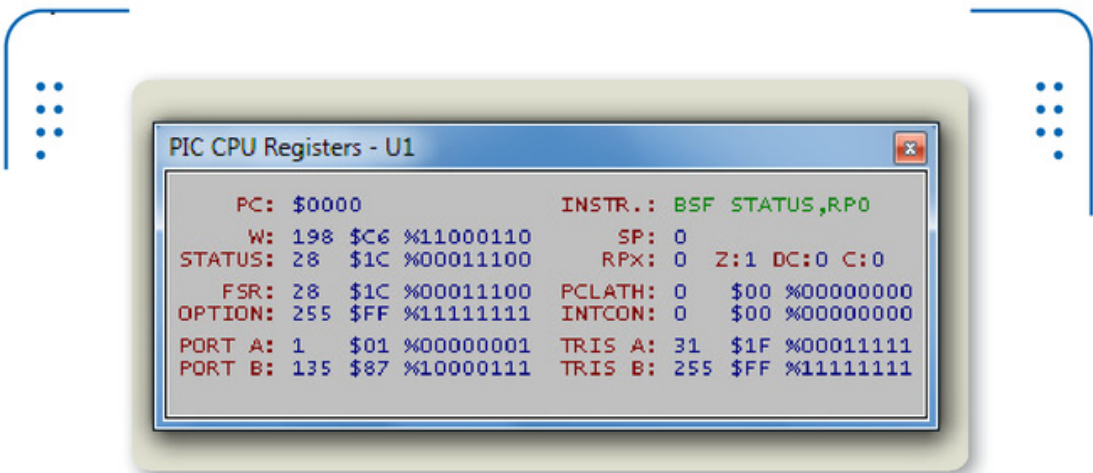 PIC CPU Registers - U1
PC: $0000 INSTR.: BSF STATUS,RP0
W: 198 $C6 %11000110 SP: 0
STATUS: 28 $1C %00011100 RPx: 0 Z:1 DC:0 C:0
FSR: 28 $1C %00011100 PCLATH: 0 $00 %00000000
OPTION: 255 $FF %11111111 INTCON: 0 $00 %00000000
PORT A: 1 $01 %00000001 TRIS A: 31 $1F %00011111
PORT B: 135 $87 %10000111 TRIS B: 255 $FF %11111111